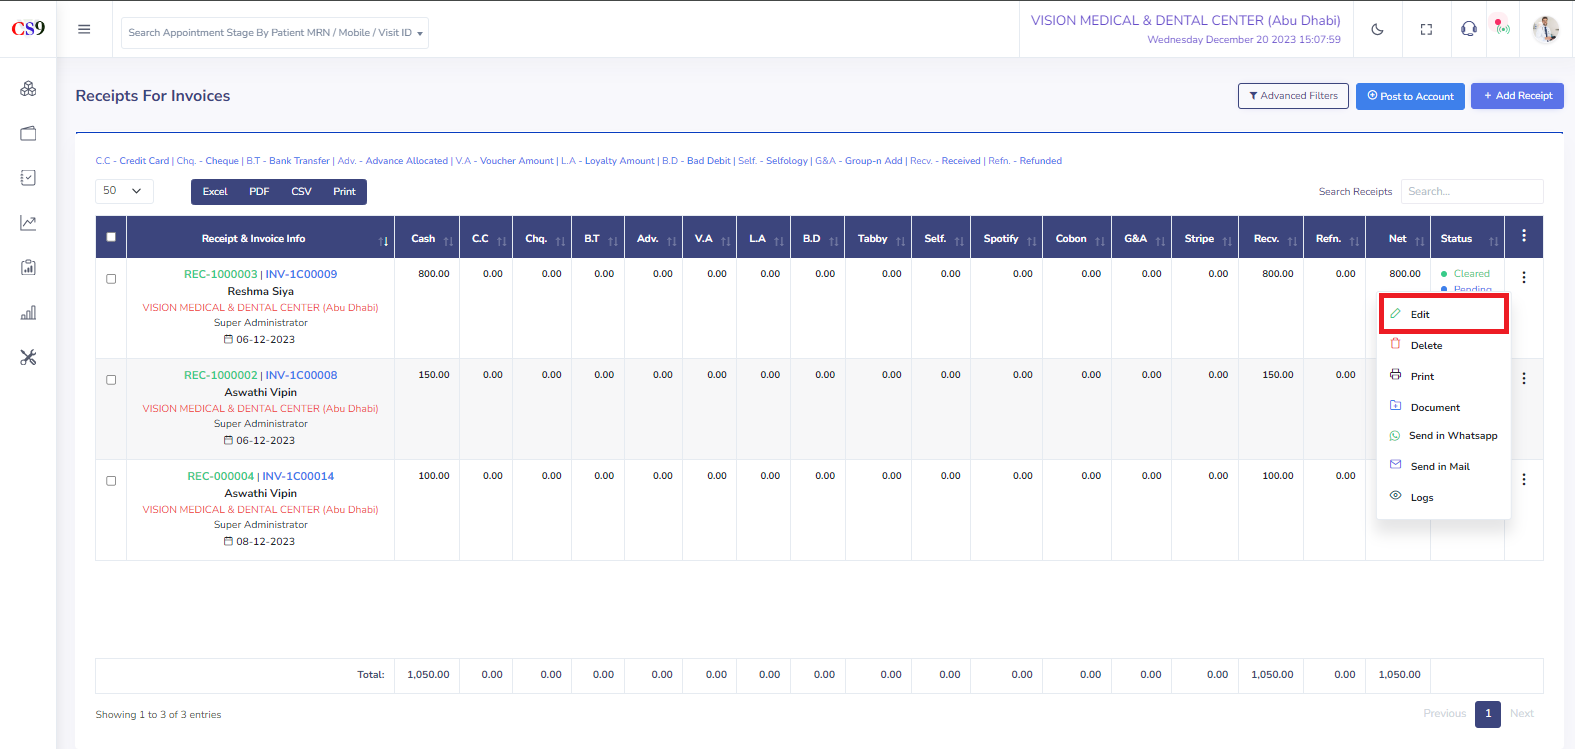 CS9
Search Appointment Stage By Patient MRN / Mobile / Visit ID
VISION MEDICAL & DENTAL CENTER (Abu Dhabi)
Wednesday December 20 2023 15:07:59
Receipts For Invoices
Advanced Filters
Post to Account
+ Add Receipt
C.C - Credit Card | Chq. - Cheque | B.T - Bank Transfer | Adv. - Advance Allocated | V.A - Voucher Amount | L.A - Loyalty Amount | B.D - Bad Debit | Self. - Selfology | G&A - Group-n Add | Recv. - Received | Refn. - Refunded
50
Excel PDF CSV Print
Search Receipts Search...
Receipt & Invoice Info Cash C.C Chq. B.T Adv. V.A L.A B.D Tabby Self. Spotify Cobon G&A Stripe Recv. Refn. Net Status
REC-1000003 | INV-1C00009 800.00 0.00 0.00 0.00 0.00 0.00 0.00 0.00 0.00 0.00 0.00 0.00 0.00 0.00 800.00 0.00 800.00 Cleared
Pending
Reshma Siya
VISION MEDICAL & DENTAL CENTER (Abu Dhabi)
Super Administrator
06-12-2023
Edit
Delete
Print
Document
Send in Whatsapp
Send in Mail
Logs
REC-1000002 | INV-1C00008 150.00 0.00 0.00 0.00 0.00 0.00 0.00 0.00 0.00 0.00 0.00 0.00 0.00 0.00 150.00 0.00
Aswathi Vipin
VISION MEDICAL & DENTAL CENTER (Abu Dhabi)
Super Administrator
06-12-2023
REC-000004 | INV-1C00014 100.00 0.00 0.00 0.00 0.00 0.00 0.00 0.00 0.00 0.00 0.00 0.00 0.00 0.00 100.00 0.00
Aswathi Vipin
VISION MEDICAL & DENTAL CENTER (Abu Dhabi)
Super Administrator
08-12-2023
Total: 1,050.00 0.00 0.00 0.00 0.00 0.00 0.00 0.00 0.00 0.00 0.00 0.00 0.00 0.00 1,050.00 0.00 1,050.00
Showing 1 to 3 of 3 entries
Previous 1 Next